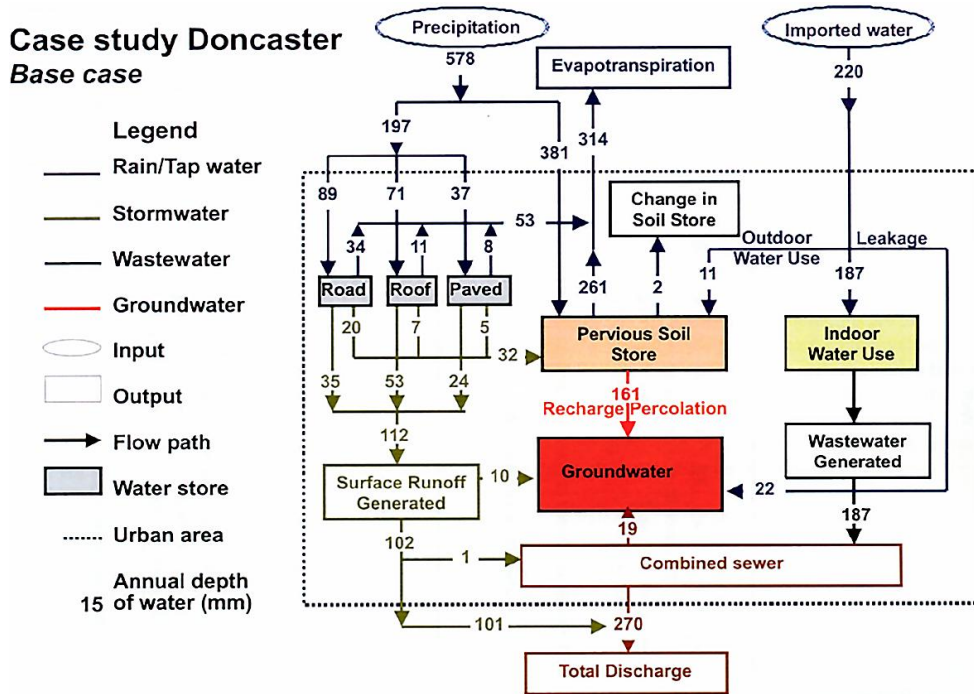 Case study Doncaster
Base case
Legend
Rain/Tap water
Stormwater
Wastewater
Groundwater
Input
Output
Flow path
Water store
Urban area
15 Annual depth
of water (mm)
Precipitation
578
Imported water
220
Evapotranspiration
314
197
381
89
71
37
53
34
11
8
Change in
Soil Store
Outdoor
Water Use
Leakage
261
2
11
187
Road
Roof
Paved
20
7
5
32
Pervious Soil
Store
Indoor
Water Use
35
53
24
161
Recharge Percolation
112
Wastewater
Generated
Surface Runoff
Generated
10
Groundwater
22
187
19
102
1
Combined sewer
101
270
Total Discharge